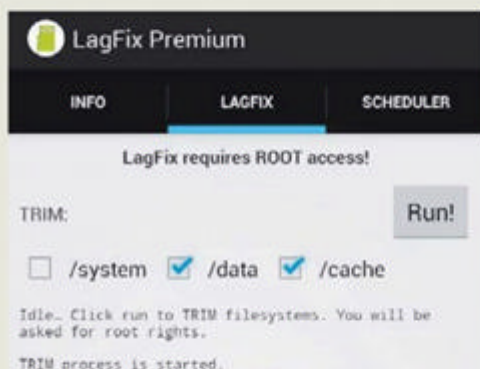 LagFix Premium
INFO LAGFIX SCHEDULER
LagFix requires ROOT access!
TRIM: Run!
/system /data /cache
Idle… Click run to TRIM filesystems. You will be
asked for root rights.
TRIM process is started.